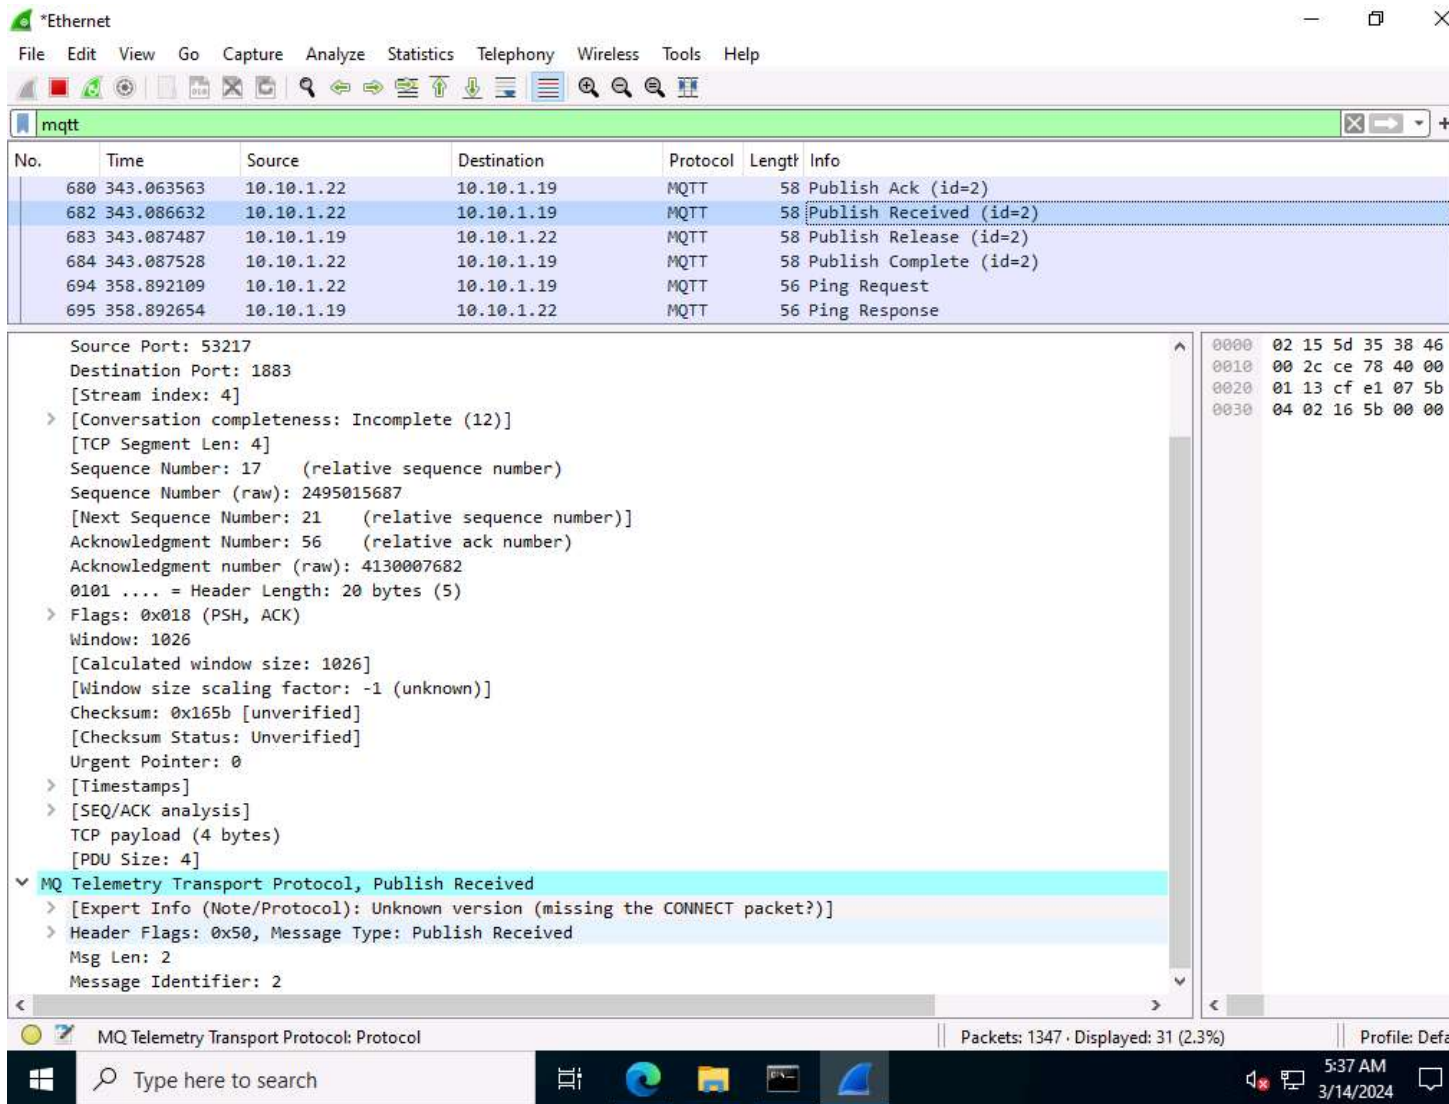 *Ethernet
File Edit View Go Capture Analyze Statistics Telephony Wireless Tools Help
mqtt
No. Time Source Destination Protocol Length Info
680 343.063563 10.10.1.22 10.10.1.19 MQTT 58 Publish Ack (id=2)
682 343.086632 10.10.1.22 10.10.1.19 MQTT 58 Publish Received (id=2)
683 343.087487 10.10.1.19 10.10.1.22 MQTT 58 Publish Release (id=2)
684 343.087528 10.10.1.22 10.10.1.19 MQTT 58 Publish Complete (id=2)
694 358.892109 10.10.1.22 10.10.1.19 MQTT 56 Ping Request
695 358.892654 10.10.1.19 10.10.1.22 MQTT 56 Ping Response
Source Port: 53217
Destination Port: 1883
[Stream index: 4]
> [Conversation completeness: Incomplete (12)]
[TCP Segment Len: 4]
Sequence Number: 17 (relative sequence number)
Sequence Number (raw): 2495015687
[Next Sequence Number: 21 (relative sequence number)]
Acknowledgment Number: 56 (relative ack number)
Acknowledgment number (raw): 4130007682
0101 .... = Header Length: 20 bytes (5)
> Flags: 0x018 (PSH, ACK)
Window: 1026
[Calculated window size: 1026]
[Window size scaling factor: -1 (unknown)]
Checksum: 0x165b [unverified]
[Checksum Status: Unverified]
Urgent Pointer: 0
> [Timestamps]
> [SEQ/ACK analysis]
TCP payload (4 bytes)
[PDU Size: 4]
MQ Telemetry Transport Protocol, Publish Received
> [Expert Info (Note/Protocol): Unknown version (missing the CONNECT packet?)]
> Header Flags: 0x50, Message Type: Publish Received
Msg Len: 2
Message Identifier: 2
0000 02 15 5d 35 38 46
0010 00 2c ce 78 40 00
0020 01 13 cf e1 07 5b
0030 04 02 16 5b 00 00
MQ Telemetry Transport Protocol: Protocol
Packets: 1347 · Displayed: 31 (2.3%)
Profile: Defa
Type here to search
5:37 AM
3/14/2024